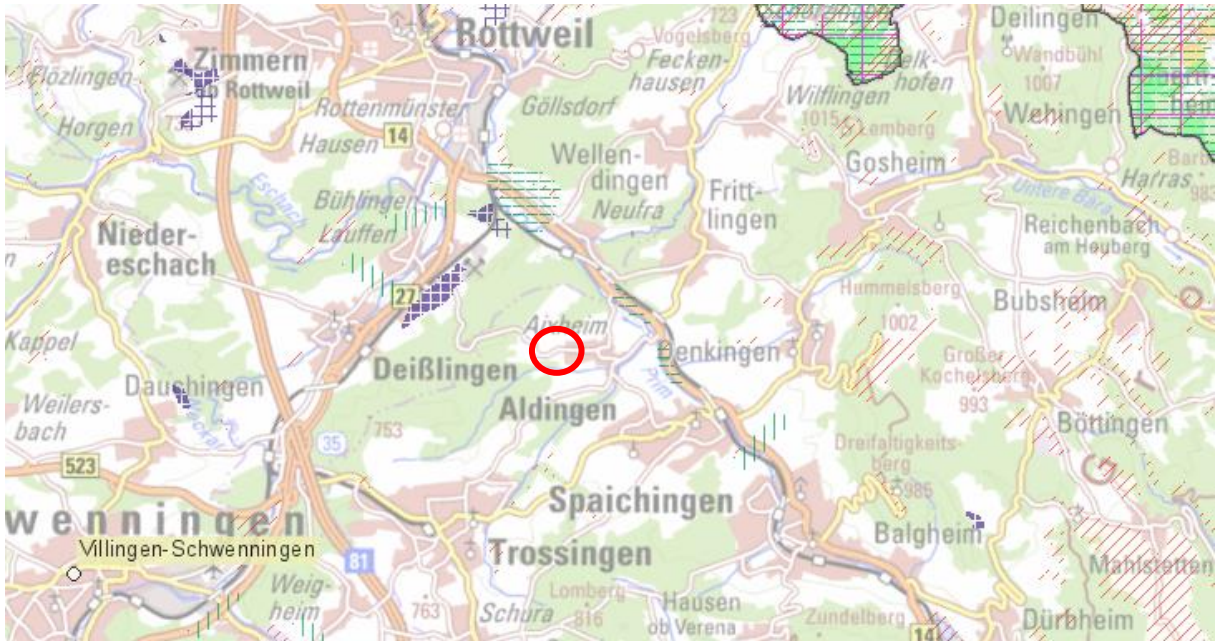 Rottweil
723
Vogelsberg
Deilingen
Wandbühl
1007
Zimmern
ob Rottweil
Flözlingen
Fecken-
hausen
hofen
Rottenmünster
Göllsdorf
Wilflingen
1015
Lemberg
Wehingen
Horgen
Hausen
14
Wellen-
dingen
Neufra
Gosheim
Barb
Harras
983
Eschach
Bühlingen
Lauffen
Fritt-
lingen
Untere Bära
Reichenbach
am Heuberg
Nieder-
eschach
27
Hummelsberg
1002
Bubsheim
Kappel
Aixheim
Denkingen
Großer
Kochelsberg
993
Deißlingen
Prim
Dauchingen
Neckar
Weilers-
bach
Aldingen
Böttingen
753
35
Dreifaltigkeits-
berg
985
523
G
r
o
Spaichingen
wenningen
Balgheim
Villingen-Schwenningen
Trossingen
81
Mahlstetten
Weig-
heim
Lomberg
816
Hausen
ob Verena
763
Schura
Zundelberg
14
Dürbheim